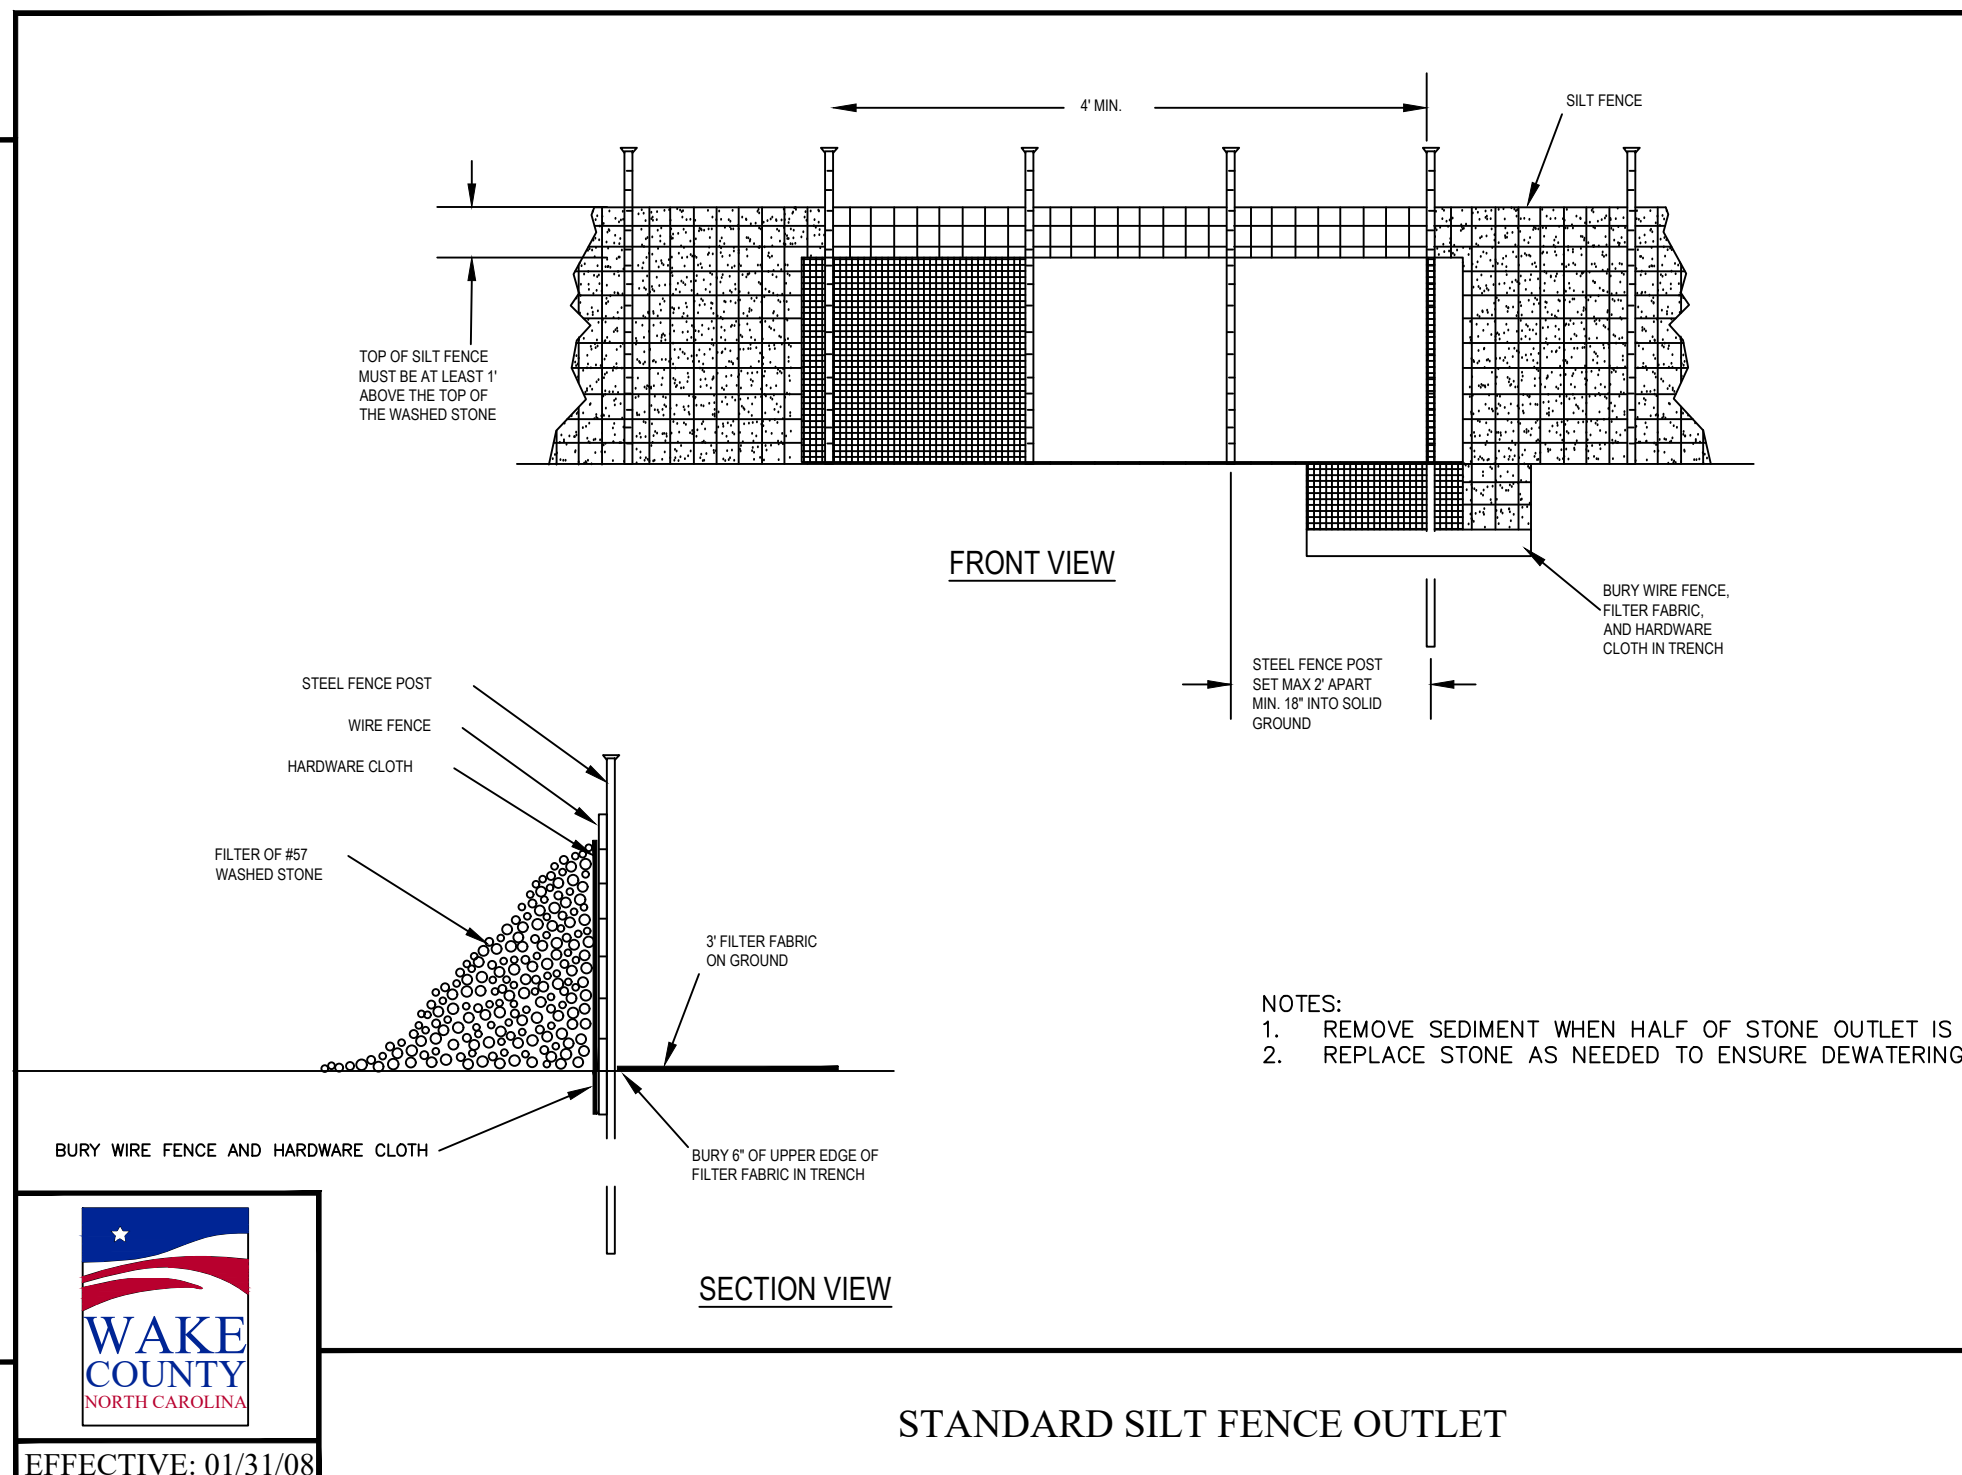 4' MIN.
SILT FENCE
TOP OF SILT FENCE
MUST BE AT LEAST 1'
ABOVE THE TOP OF
THE WASHED STONE
FRONT VIEW
BURY WIRE FENCE,
FILTER FABRIC,
AND HARDWARE
CLOTH IN TRENCH
STEEL FENCE POST
SET MAX 2' APART
MIN. 18" INTO SOLID
GROUND
STEEL FENCE POST
WIRE FENCE
HARDWARE CLOTH
FILTER OF #57
WASHED STONE
3' FILTER FABRIC
ON GROUND
NOTES:
1. REMOVE SEDIMENT WHEN HALF OF STONE OUTLET IS
2. REPLACE STONE AS NEEDED TO ENSURE DEWATERING
BURY WIRE FENCE AND HARDWARE CLOTH
BURY 6" OF UPPER EDGE OF
FILTER FABRIC IN TRENCH
SECTION VIEW
WAKE
COUNTY
NORTH CAROLINA
STANDARD SILT FENCE OUTLET
EFFECTIVE: 01/31/08